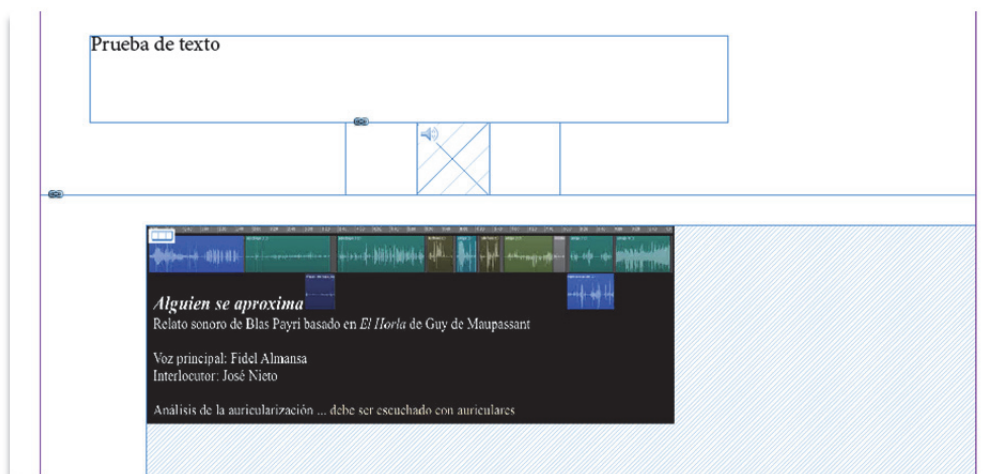 Prueba de texto
Alguien se aproxima
Relato sonoro de Blas Payri basado en El Horla de Guy de Maupassant
Voz principal: Fidel Almansa
Interlocutor: José Nieto
Análisis de la auricularización ... debe ser escuchado con auriculares